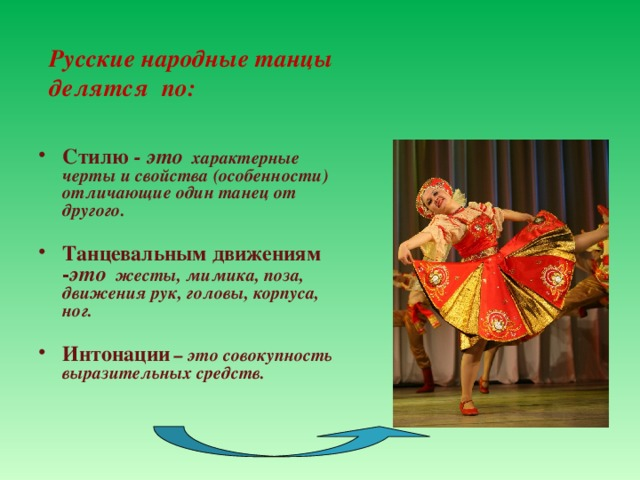 Русские народные танцы
делятся по:
• Стилю - это характерные
черты и свойства (особенности)
отличающие один танец от
другого.
• Танцевальным движениям
-это жесты, мимика, поза,
движения рук, головы, корпуса,
ног.
• Интонации – это совокупность
выразительных средств.